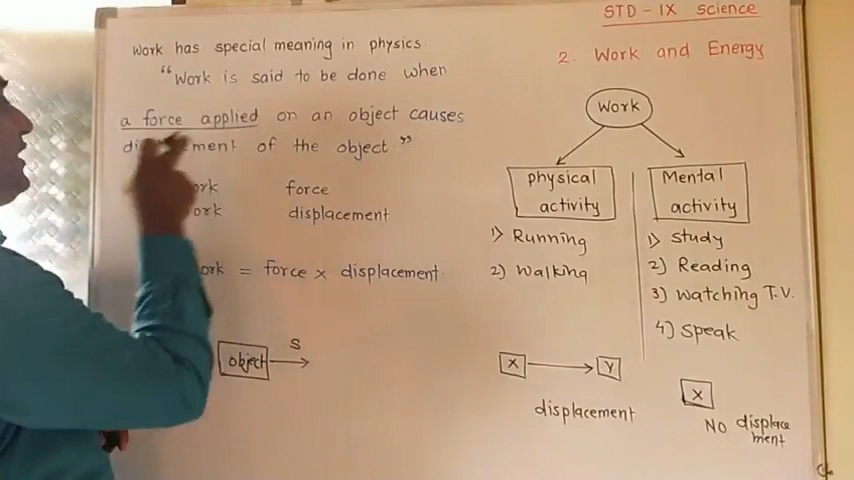 STD - IX Science
2. Work and Energy
Work has special meaning in physics
"Work is said to be done when
a force applied on an object causes
of the object."
force
displacement
= force x displacement
object
S
Work
physical
activity
1) Running
2) Walking
Mental
activity
1) study
2) Reading
3) watching T.V.
4) Speak
X
Y
displacement
X
NO displace
ment